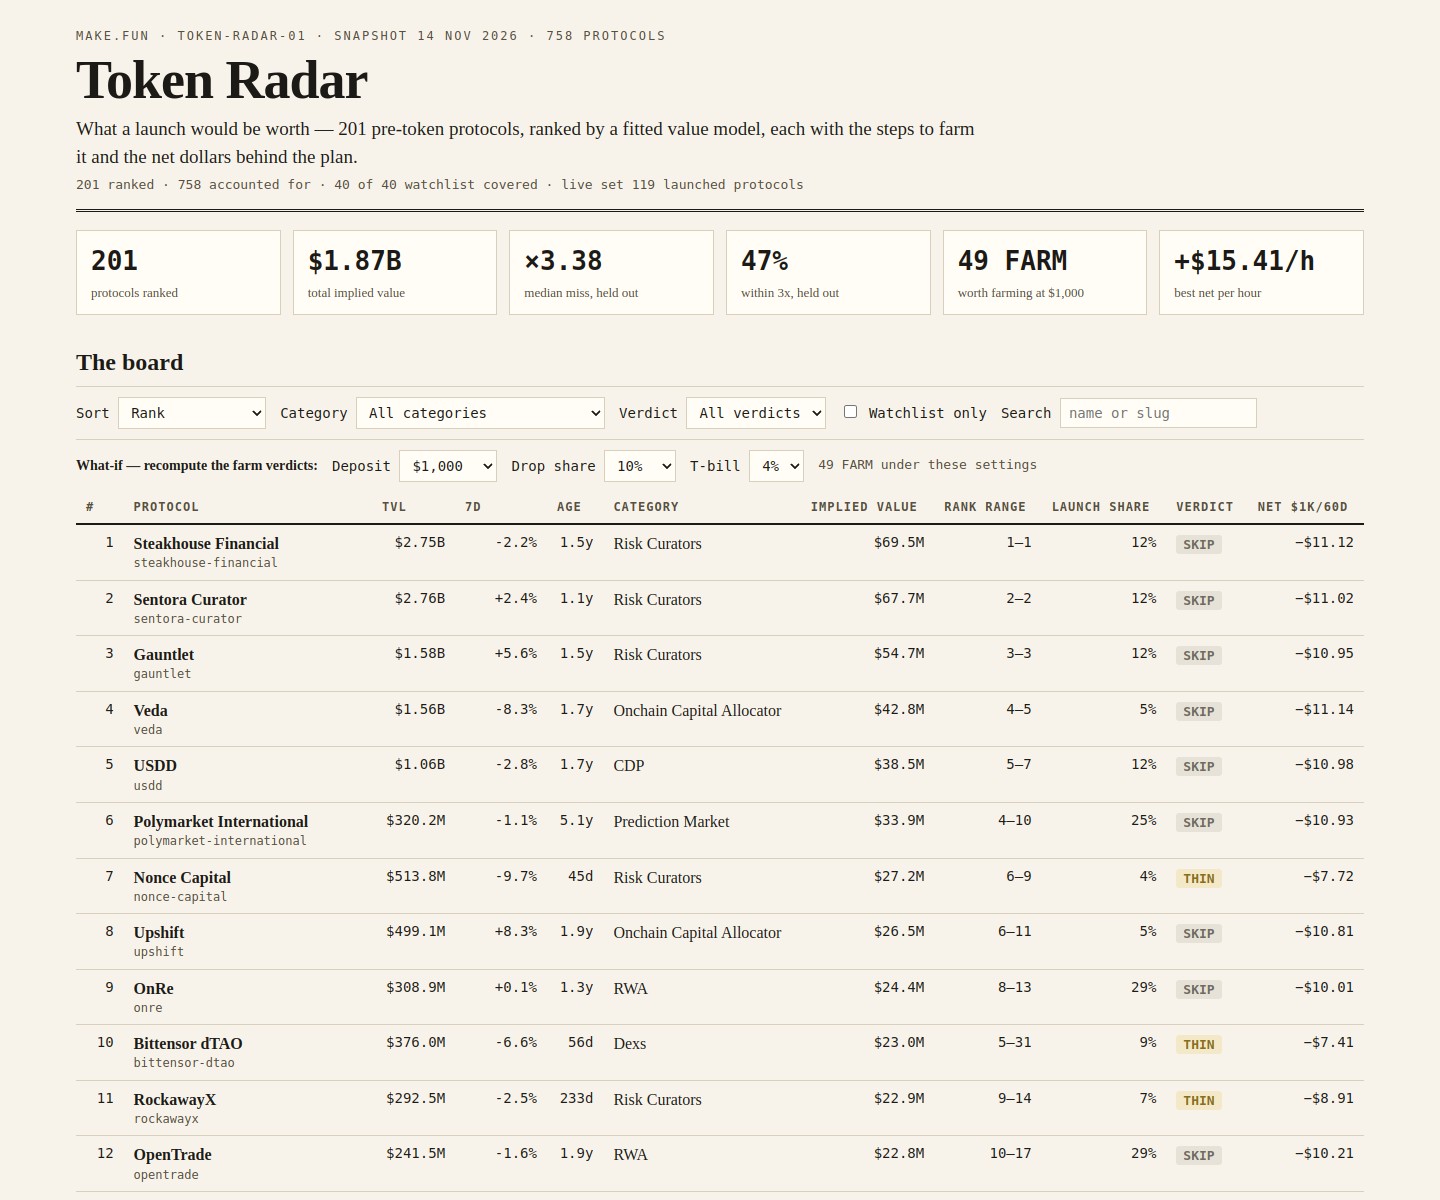 MAKE.FUN · TOKEN-RADAR-01 · SNAPSHOT 14 NOV 2026 · 758 PROTOCOLS
Token Radar
What a launch would be worth — 201 pre-token protocols, ranked by a fitted value model, each with the steps to farm
it and the net dollars behind the plan.
201 ranked · 758 accounted for · 40 of 40 watchlist covered · live set 119 launched protocols
201 $1.87B ×3.38 47% 49 FARM +$15.41/h
protocols ranked total implied value median miss, held out within 3x, held out worth farming at $1,000 best net per hour
The board
Sort Rank Category All categories Verdict All verdicts Watchlist only Search name or slug
What-if — recompute the farm verdicts: Deposit $1,000 Drop share 10% T-bill 4% 49 FARM under these settings
# PROTOCOL TVL 7D AGE CATEGORY IMPLIED VALUE RANK RANGE LAUNCH SHARE VERDICT NET $1K/60D
1 Steakhouse Financial $2.75B -2.2% 1.5y Risk Curators $69.5M 1–1 12% SKIP −$11.12
steakhouse-financial
2 Sentora Curator $2.76B +2.4% 1.1y Risk Curators $67.7M 2–2 12% SKIP −$11.02
sentora-curator
3 Gauntlet $1.58B +5.6% 1.5y Risk Curators $54.7M 3–3 12% SKIP −$10.95
gauntlet
4 Veda $1.56B -8.3% 1.7y Onchain Capital Allocator $42.8M 4–5 5% SKIP −$11.14
veda
5 USDD $1.06B -2.8% 1.7y CDP $38.5M 5–7 12% SKIP −$10.98
usdd
6 Polymarket International $320.2M -1.1% 5.1y Prediction Market $33.9M 4–10 25% SKIP −$10.93
polymarket-international
7 Nonce Capital $513.8M -9.7% 45d Risk Curators $27.2M 6–9 4% THIN −$7.72
nonce-capital
8 Upshift $499.1M +8.3% 1.9y Onchain Capital Allocator $26.5M 6–11 5% SKIP −$10.81
upshift
9 OnRe $308.9M +0.1% 1.3y RWA $24.4M 8–13 29% SKIP −$10.01
onre
10 Bittensor dTAO $376.0M -6.6% 56d Dexs $23.0M 5–31 9% THIN −$7.41
bittensor-dtao
11 RockawayX $292.5M -2.5% 233d Risk Curators $22.9M 9–14 7% THIN −$8.91
rockawayx
12 OpenTrade $241.5M -1.6% 1.9y RWA $22.8M 10–17 29% SKIP −$10.21
opentrade